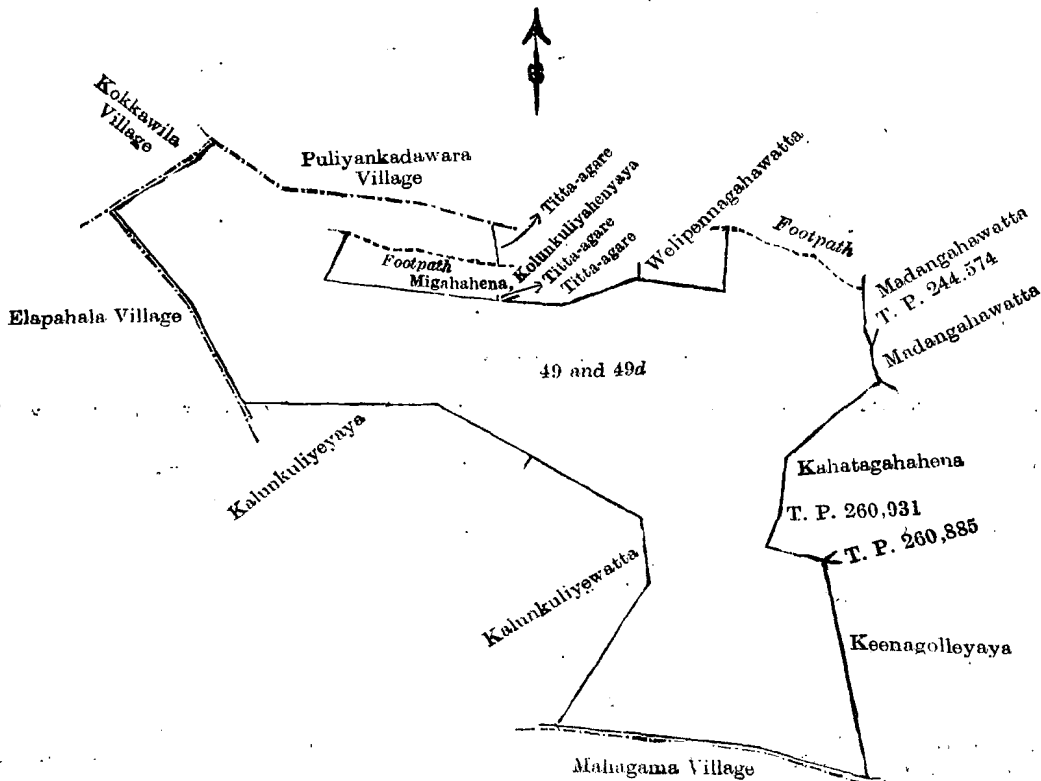 Kokkawila
Village
Puliyankadawara
Village
Titta-agare
Kolunkuliyahenyaya
Titta-agare
Titta-agare
Welipennagahawatta
Footpath
Footpath
Migahahena,
Madangahawatta
T. P. 244,574
Madangahawatta
Elapahala Village
49 and 49d
Kalunkuliyeyaya
Kahatagahahena
T. P. 260,931
T. P. 260,885
Kalunkuliyewatta
Keenagolleyaya
Mahagama Village